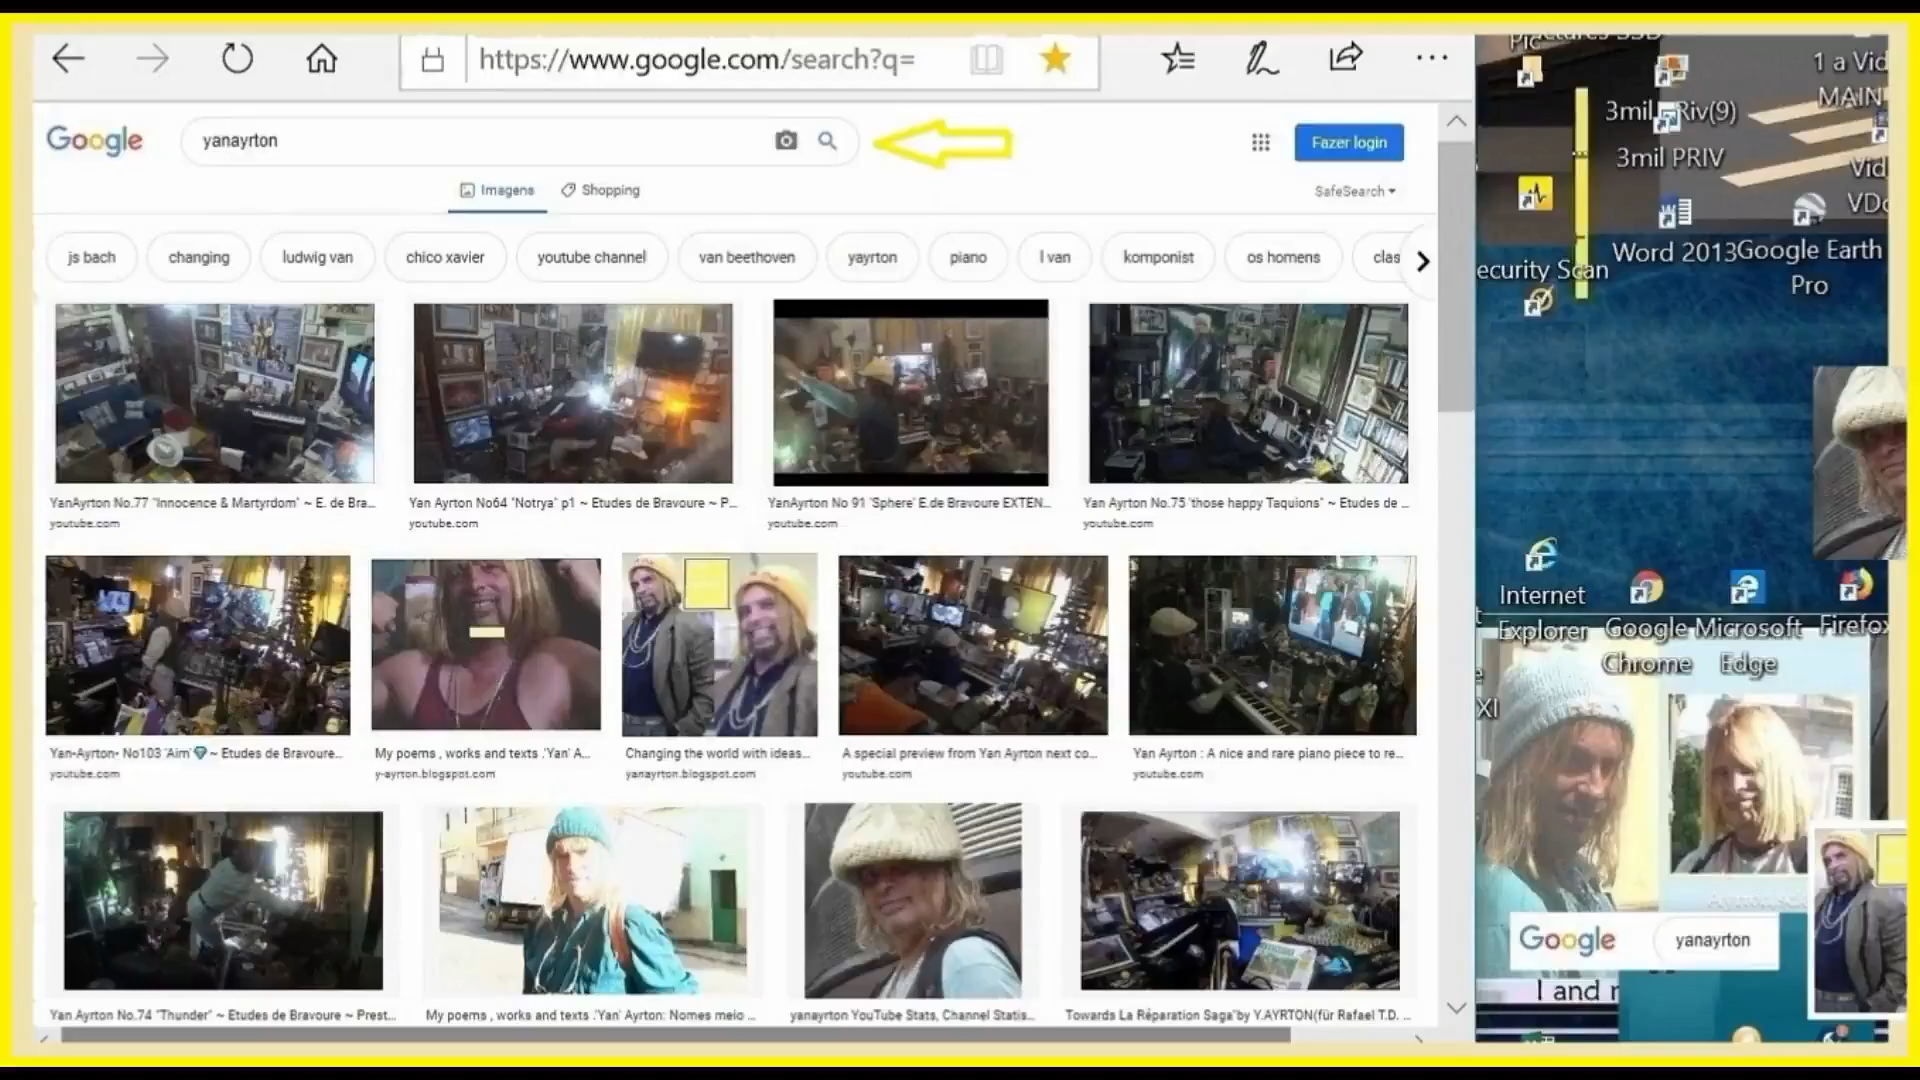 https://www.google.com/search?q=
Google
yanayrton
Fazer login
Imagens
Shopping
SafeSearch
js bach
changing
ludwig van
chico xavier
youtube channel
van beethoven
yayrton
piano
l van
komponist
os homens
clas
YanAyrton No.77 "Innocence & Martyrdom" ~ E. de Bra...
youtube.com
Yan Ayrton No64 "Notrya" p1 ~ Etudes de Bravoure ~ P...
youtube.com
YanAyrton No 91 'Sphere' E.de Bravoure EXTEN...
youtube.com
Yan Ayrton No.75 'those happy Taquions" ~ Etudes de ...
youtube.com
Yan-Ayrton- No103 'Aim'💎 ~ Etudes de Bravoure...
youtube.com
My poems , works and texts .'Yan' A...
y-ayrton.blogspot.com
Changing the world with ideas...
yanayrton.blogspot.com
A special preview from Yan Ayrton next co...
youtube.com
Yan Ayrton : A nice and rare piano piece to re...
youtube.com
Yan Ayrton No.74 "Thunder" ~ Etudes de Bravoure ~ Prest...
My poems , works and texts .'Yan' Ayrton: Nomes meio ...
yanayrton YouTube Stats, Channel Statis...
Towards La Réparation Saga"by Y.AYRTON(für Rafael T.D. ...
Pic
1 a Vid
MAIN
3mil Riv(9)
3mil PRIV
Vid
VDo
Word 2013
Google Earth
Pro
ecurity Scan
Internet
Explorer
Google
Chrome
Microsoft
Edge
Firefox
XI
Google
yanayrton
I and r